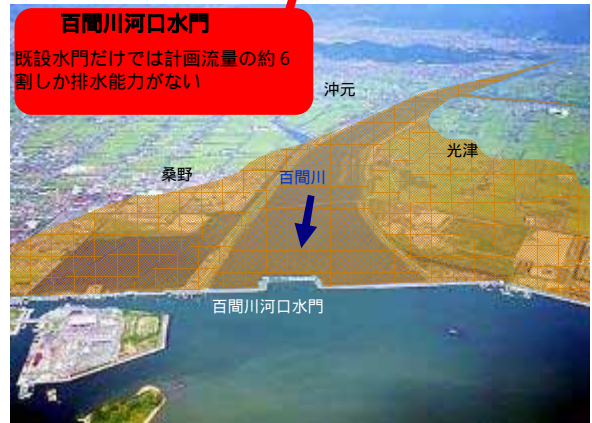 百間川河口水門
既設水門だけでは計画流量の約6
割しか排水能力がない
沖元
光津
桑野
百間川
百間川河口水門